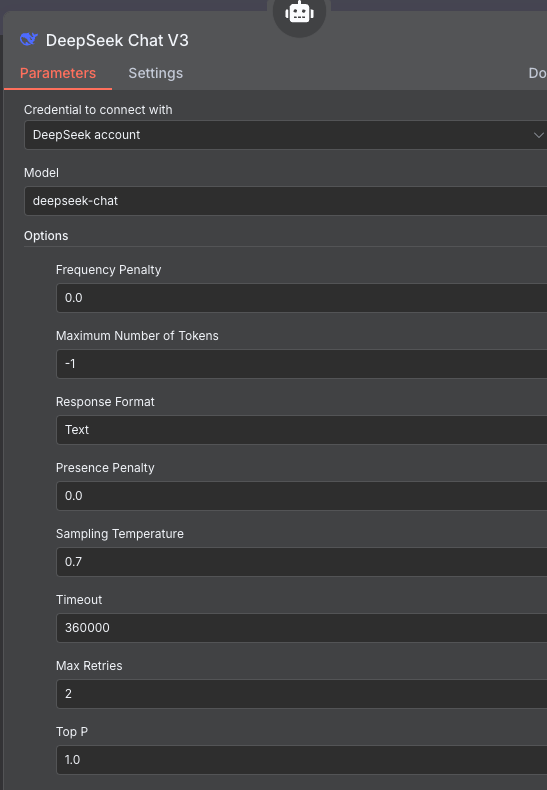 DeepSeek Chat V3
Parameters Settings Do
Credential to connect with
DeepSeek account
Model
deepseek-chat
Options
Frequency Penalty
0.0
Maximum Number of Tokens
-1
Response Format
Text
Presence Penalty
0.0
Sampling Temperature
0.7
Timeout
360000
Max Retries
2
Top P
1.0